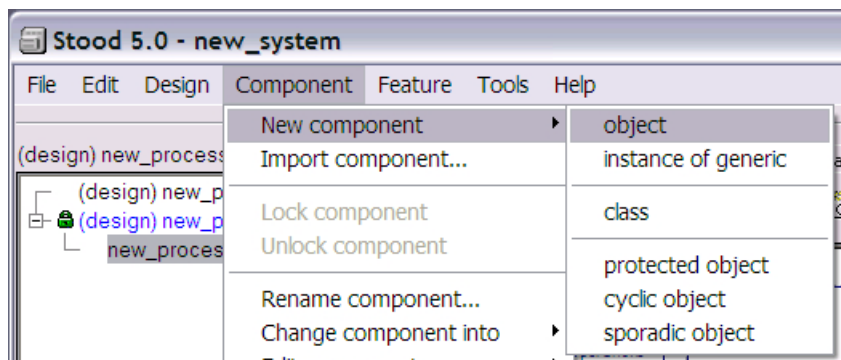 Stood 5.0 - new_system
File Edit Design Component Feature Tools Help
New component object
(design) new_process Import component... instance of generic
(design) new_p
(design) new_p Lock component class
new_proces Unlock component
protected object
Rename component... cyclic object
Change component into sporadic object